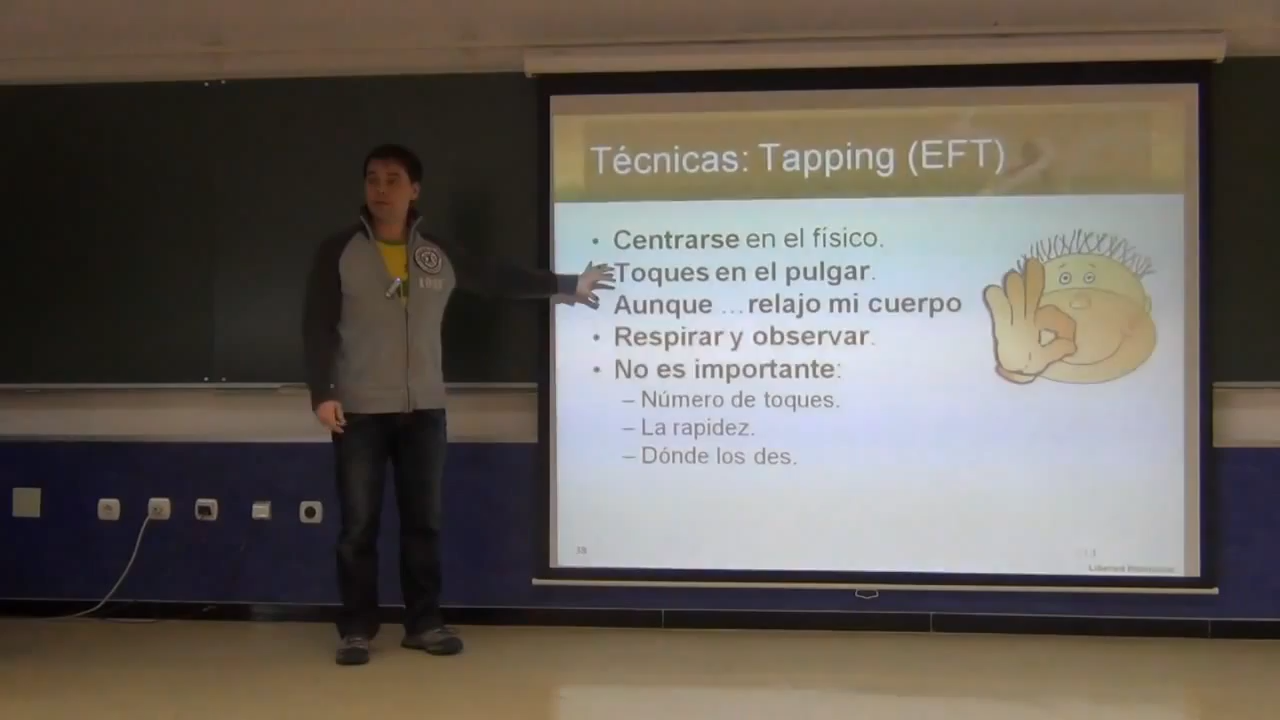 Técnicas: Tapping (EFT)
• Centrarse en el físico.
Toques en el pulgar.
Aunque ... relajo mi cuerpo
• Respirar y observar.
• No es importante:
– Número de toques.
– La rapidez.
– Dónde los des.